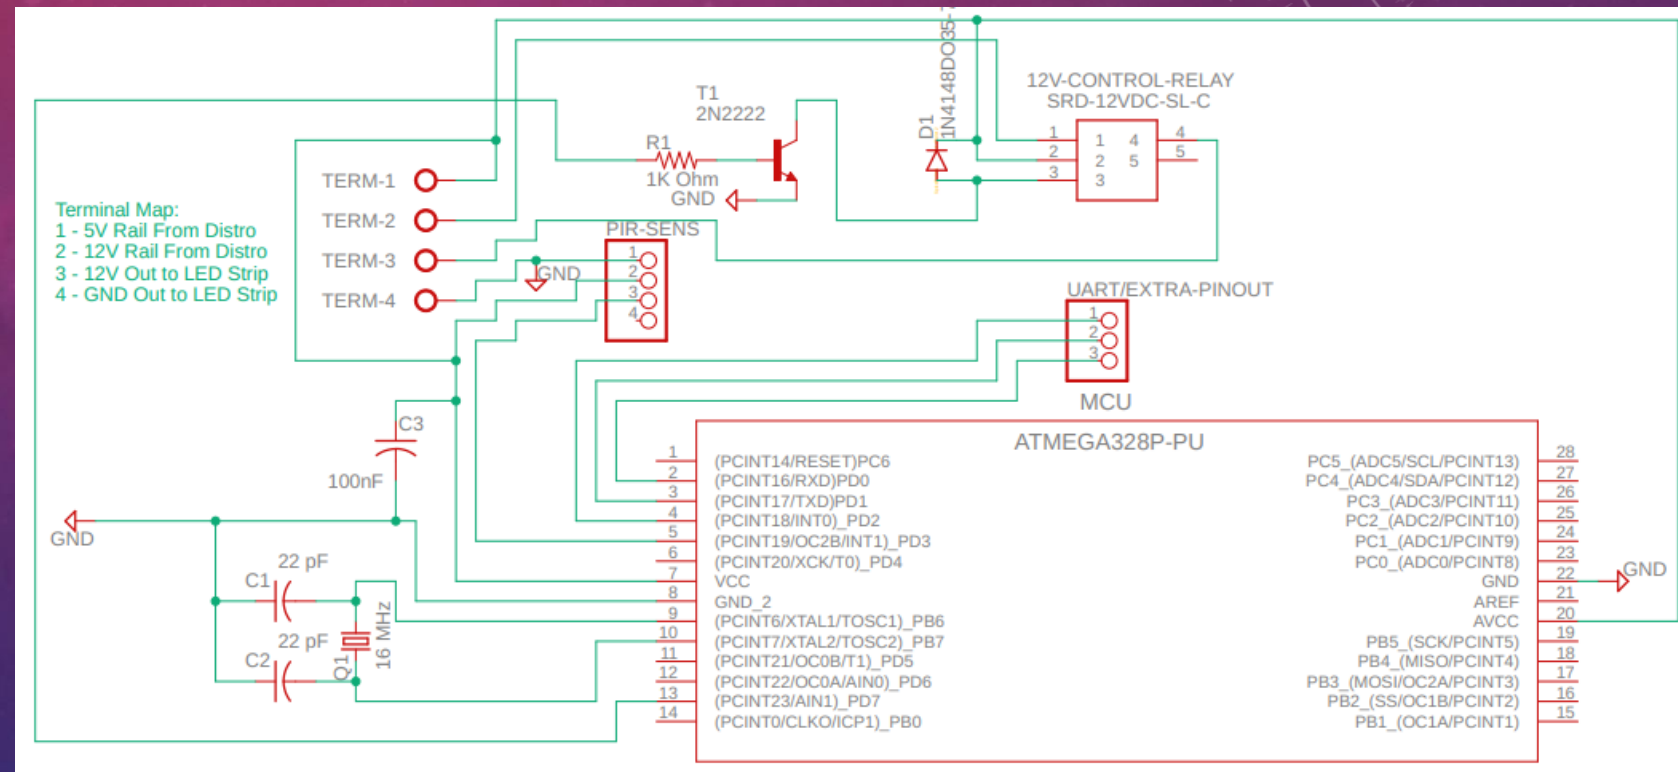 1N4148DO35-
D1
12V-CONTROL-RELAY
SRD-12VDC-SL-C
1 1 4 4
2 2 5 5
3 3
T1
2N2222
R1
1K Ohm
GND
TERM-1
TERM-2
TERM-3
TERM-4
Terminal Map:
1 - 5V Rail From Distro
2 - 12V Rail From Distro
3 - 12V Out to LED Strip
4 - GND Out to LED Strip
PIR-SENS
1
2
3
4
GND
UART/EXTRA-PINOUT
1
2
3
MCU
ATMEGA328P-PU
C3
100nF
GND
22 pF
C1
22 pF
C2
Q1
16 MHz
1 (PCINT14/RESET)PC6
2 (PCINT16/RXD)PD0
3 (PCINT17/TXD)PD1
4 (PCINT18/INT0)_PD2
5 (PCINT19/OC2B/INT1)_PD3
6 (PCINT20/XCK/T0)_PD4
7 VCC
8 GND_2
9 (PCINT6/XTAL1/TOSC1)_PB6
10 (PCINT7/XTAL2/TOSC2)_PB7
11 (PCINT21/OC0B/T1)_PD5
12 (PCINT22/OC0A/AIN0)_PD6
13 (PCINT23/AIN1)_PD7
14 (PCINT0/CLKO/ICP1)_PB0
PC5_(ADC5/SCL/PCINT13) 28
PC4_(ADC4/SDA/PCINT12) 27
PC3_(ADC3/PCINT11) 26
PC2_(ADC2/PCINT10) 25
PC1_(ADC1/PCINT9) 24
PC0_(ADC0/PCINT8) 23
GND 22
AREF 21
AVCC 20
PB5_(SCK/PCINT5) 19
PB4_(MISO/PCINT4) 18
PB3_(MOSI/OC2A/PCINT3) 17
PB2_(SS/OC1B/PCINT2) 16
PB1_(OC1A/PCINT1) 15
GND